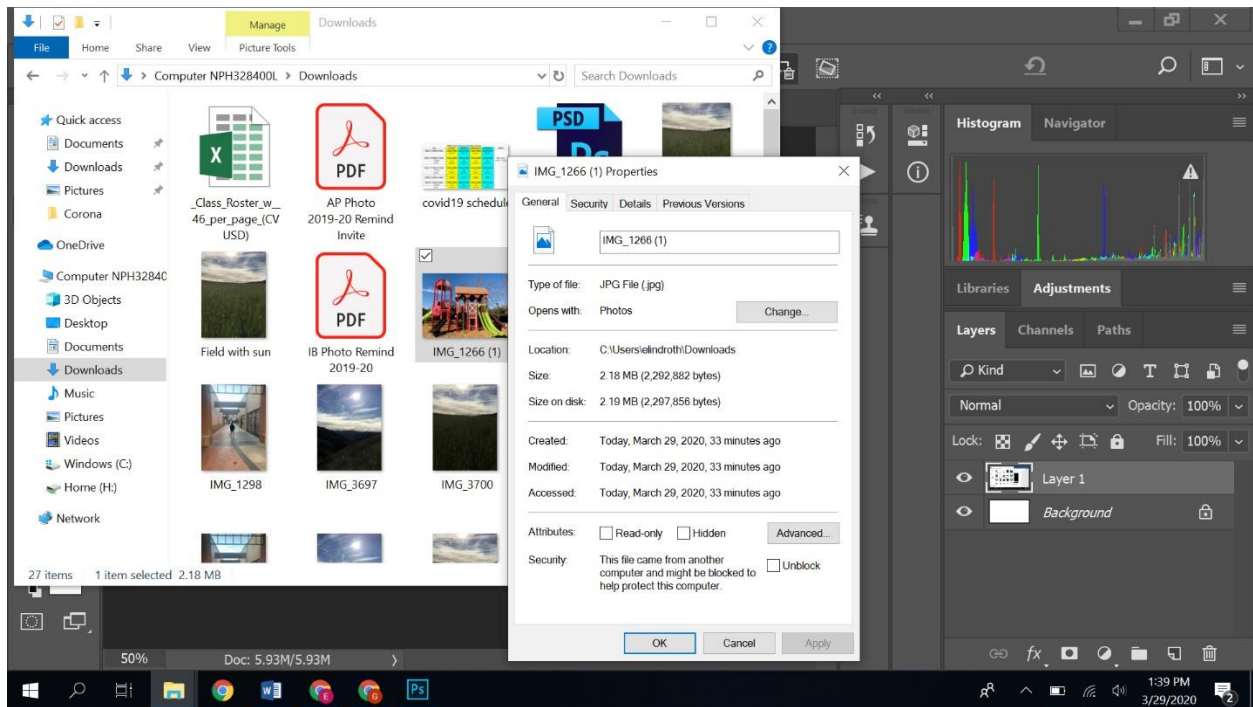 Manage
Downloads
File
Home
Share
View
Picture Tools
Computer NPH328400L > Downloads
Search Downloads
Quick access
Documents
Downloads
Pictures
Corona
OneDrive
Computer NPH32840
3D Objects
Desktop
Documents
Downloads
Music
Pictures
Videos
Windows (C:)
Home (H:)
Network
X
_Class_Roster_w_
46_per_page_(CV
USD)
PDF
AP Photo
2019-20 Remind
Invite
covid19 schedule
PSD
Field with sun
PDF
IB Photo Remind
2019-20
IMG_1266 (1)
IMG_1298
IMG_3697
IMG_3700
27 items
1 item selected 2.18 MB
IMG_1266 (1) Properties
General
Security
Details
Previous Versions
IMG_1266 (1)
Type of file: JPG File (.jpg)
Opens with: Photos
Change...
Location: C:\Users\elindroth\Downloads
Size: 2.18 MB (2,292,882 bytes)
Size on disk: 2.19 MB (2,297,856 bytes)
Created: Today, March 29, 2020, 33 minutes ago
Modified: Today, March 29, 2020, 33 minutes ago
Accessed: Today, March 29, 2020, 33 minutes ago
Attributes: Read-only Hidden
Advanced...
Security: This file came from another
computer and might be blocked to
help protect this computer.
Unblock
OK
Cancel
Apply
Histogram
Navigator
Libraries
Adjustments
Layers
Channels
Paths
Kind
Normal
Opacity: 100%
Lock:
Fill: 100%
Layer 1
Background
fx
50%
Doc: 5.93M/5.93M
Ps
1:39 PM
3/29/2020
2